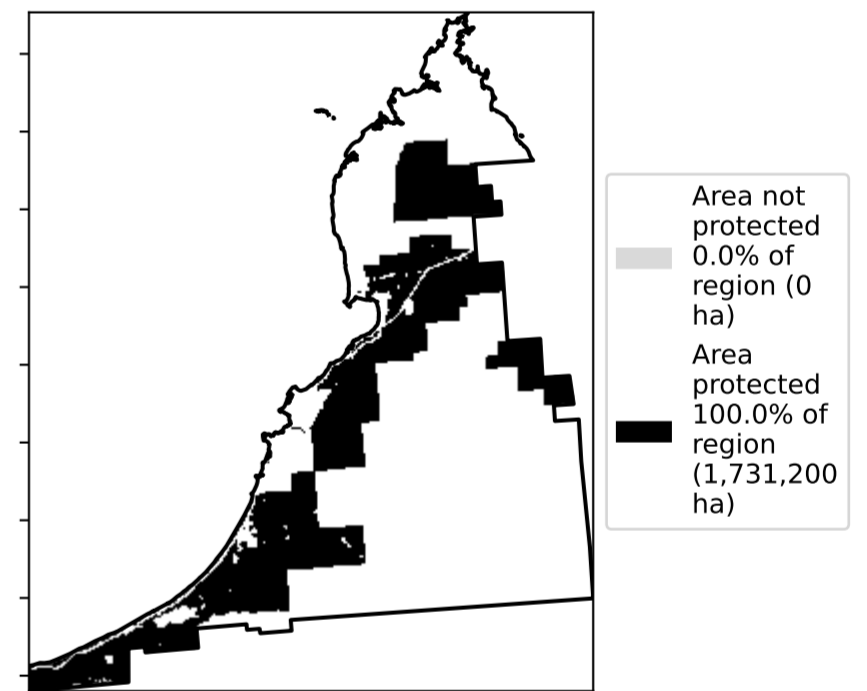 Area not
protected
0.0% of
region (0
ha)
Area
protected
100.0% of
region
(1,731,200
ha)